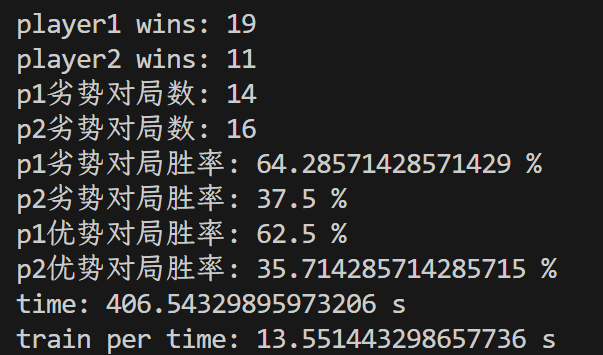 player1 wins: 19
player2 wins: 11
p1劣势对局数: 14
p2劣势对局数: 16
p1劣势对局胜率: 64.28571428571429 %
p2劣势对局胜率: 37.5 %
p1优势对局胜率: 62.5 %
p2优势对局胜率: 35.714285714285715 %
time: 406.54329895973206 s
train per time: 13.551443298657736 s